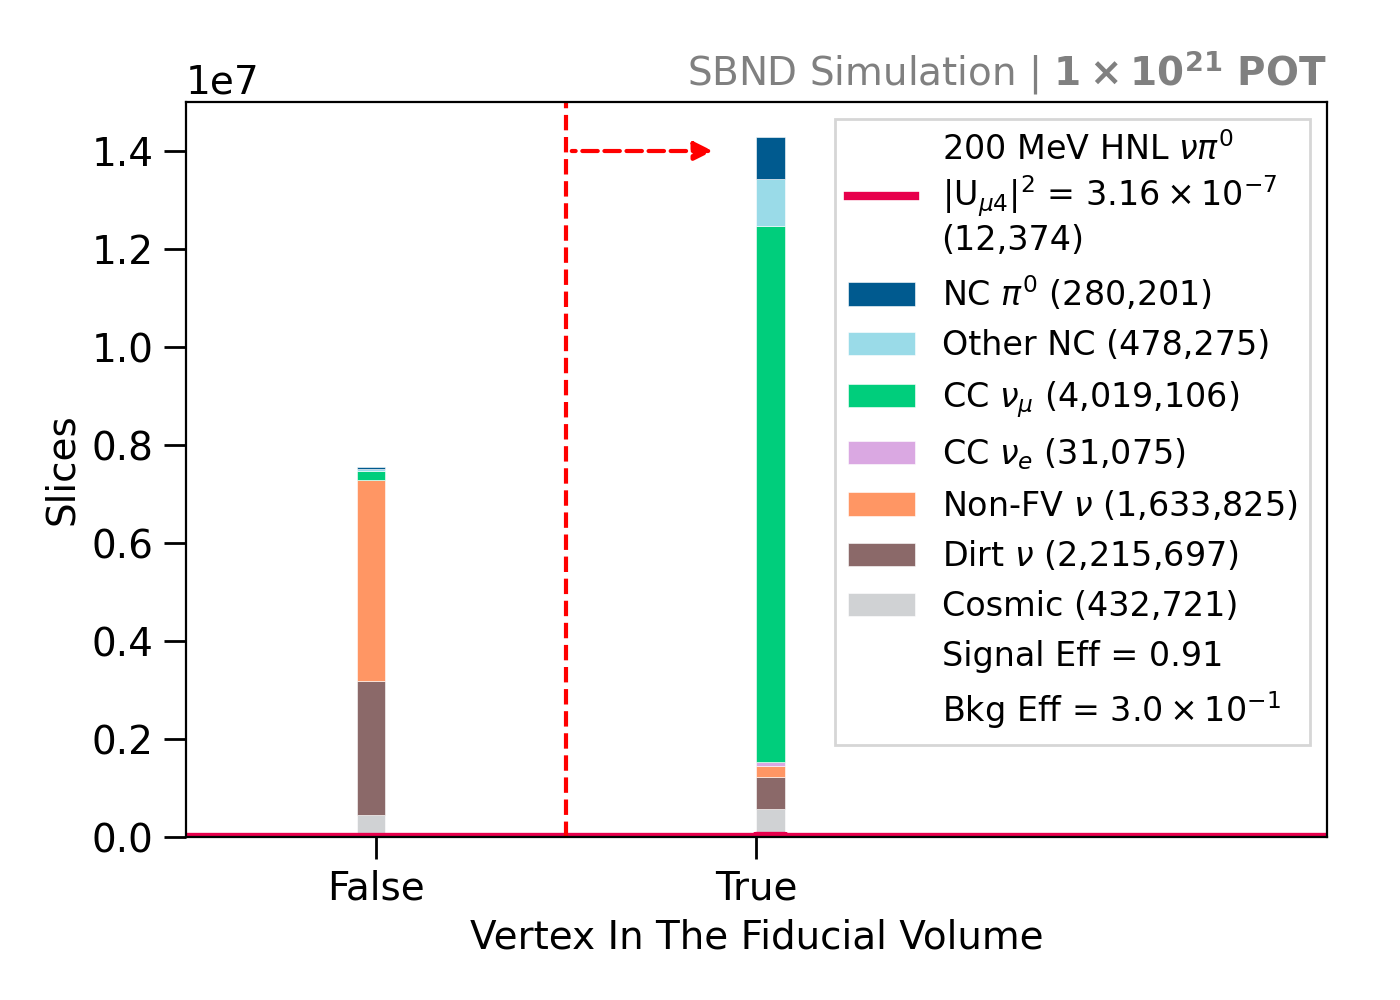 1e7
SBND Simulation | 1 × 10²¹ POT
1.4
1.2
1.0
0.8
0.6
0.4
0.2
0.0
Slices
False
True
Vertex In The Fiducial Volume
200 MeV HNL νπ⁰
|U_μ4|² = 3.16 × 10⁻⁷
(12,374)
NC π⁰ (280,201)
Other NC (478,275)
CC ν_μ (4,019,106)
CC ν_e (31,075)
Non-FV ν (1,633,825)
Dirt ν (2,215,697)
Cosmic (432,721)
Signal Eff = 0.91
Bkg Eff = 3.0 × 10⁻¹